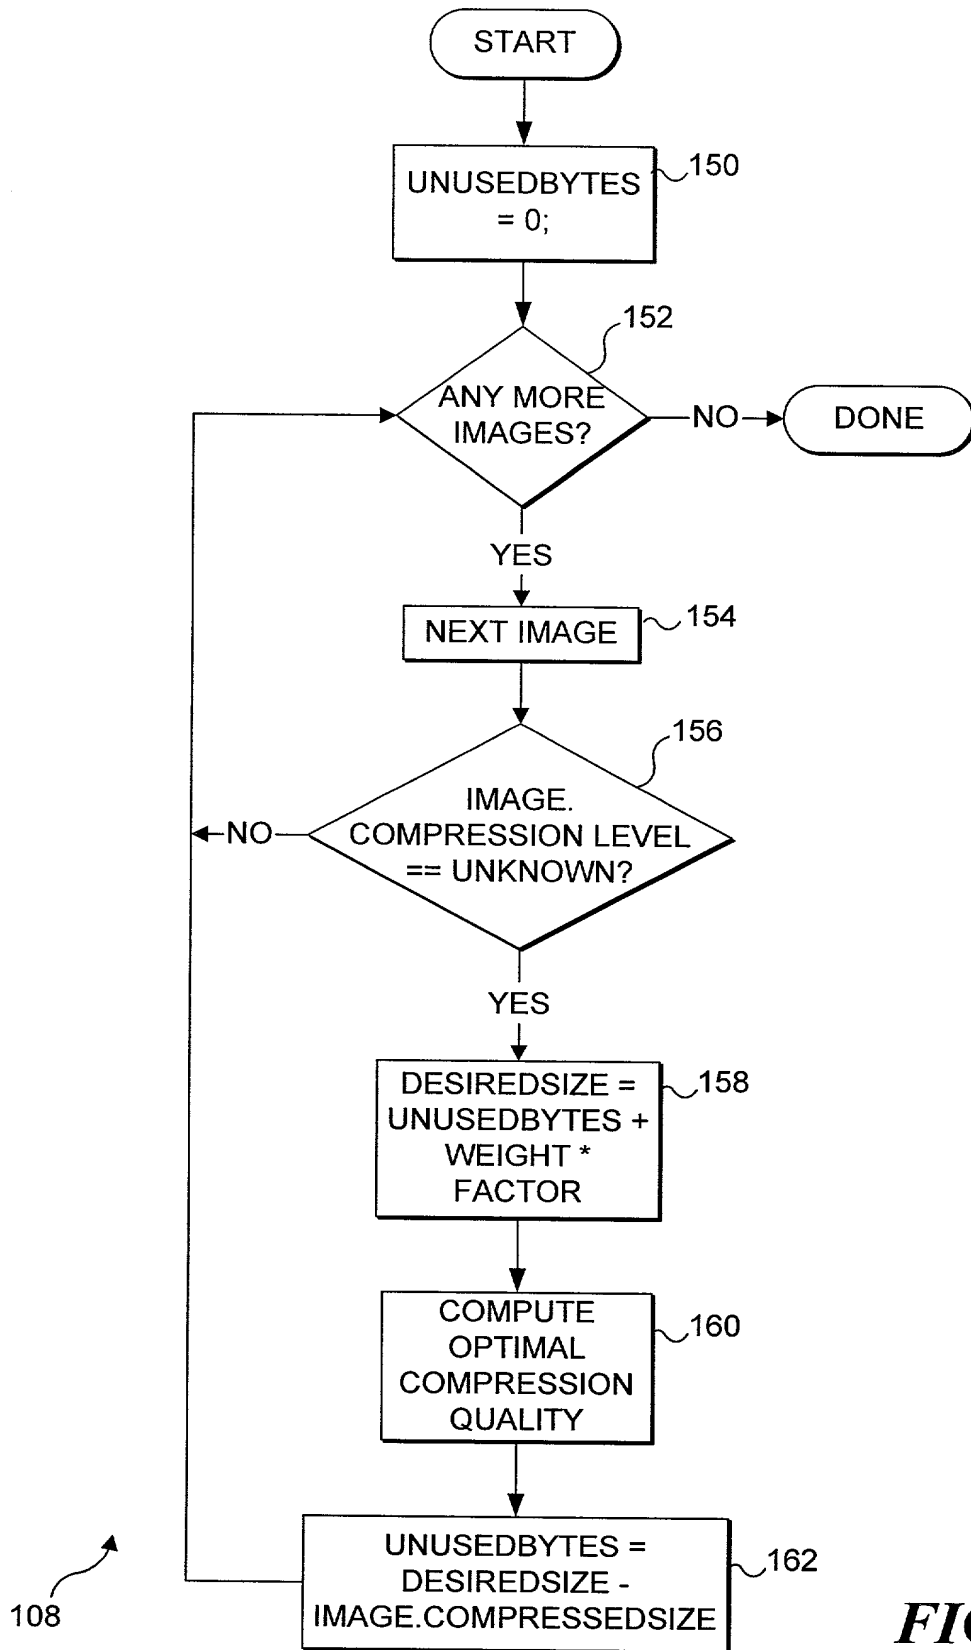 START
UNUSEDBYTES
= 0;
150
152
ANY MORE
IMAGES?
NO
DONE
YES
NEXT IMAGE
154
156
IMAGE.
COMPRESSION LEVEL
== UNKNOWN?
NO
YES
DESIREDSIZE =
UNUSEDBYTES +
WEIGHT *
FACTOR
158
COMPUTE
OPTIMAL
COMPRESSION
QUALITY
160
UNUSEDBYTES =
DESIREDSIZE -
IMAGE.COMPRESSEDSIZE
162
108